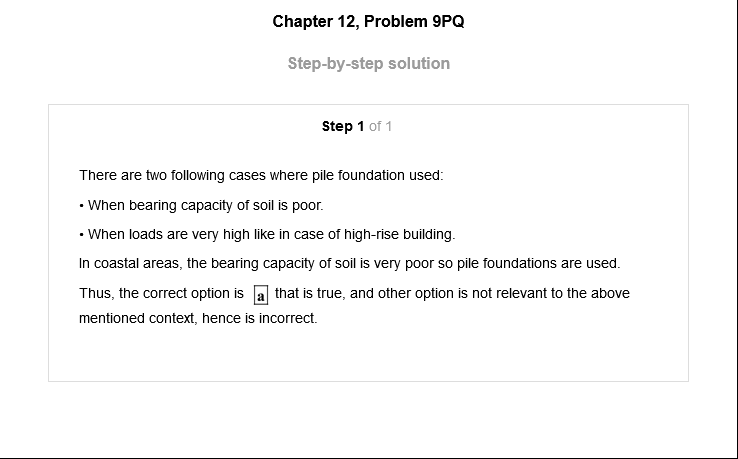 Chapter 12, Problem 9PQ
Step-by-step solution
Step 1 of 1
There are two following cases where pile foundation used:
• When bearing capacity of soil is poor.
• When loads are very high like in case of high-rise building.
In coastal areas, the bearing capacity of soil is very poor so pile foundations are used.
Thus, the correct option is a that is true, and other option is not relevant to the above
mentioned context, hence is incorrect.